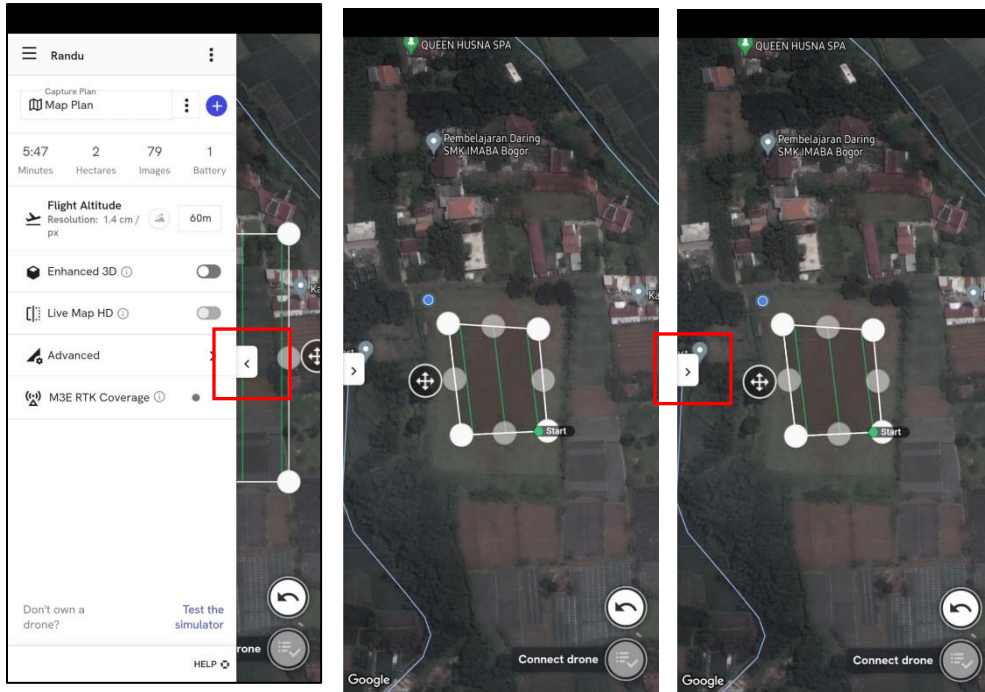 Randu
Capture Plan
Map Plan
5:47
2
79
1
Minutes
Hectares
Images
Battery
Flight Altitude
Resolution: 1.4 cm /
px
60m
Enhanced 3D
Live Map HD
Advanced
M3E RTK Coverage
Don't own a
drone?
Test the
simulator
HELP
Ka
rone
QUEEN HUSNA SPA
Pembelajaran Daring
SMK IMABA Bogor
Ka
Start
Connect drone
Google
QUEEN HUSNA SPA
Pembelajaran Daring
SMK IMABA Bogor
Start
Connect drone
Google